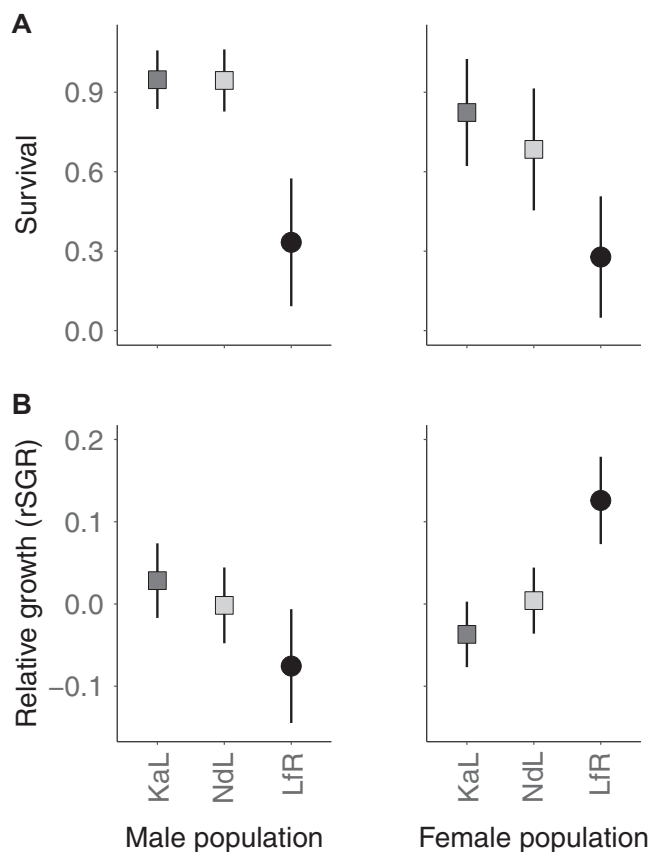 A
Survival
0.9
0.6
0.3
0.0
B
Relative growth (rSGR)
0.2
0.1
0.0
−0.1
KaL
NdL
LfR
KaL
NdL
LfR
Male population
Female population